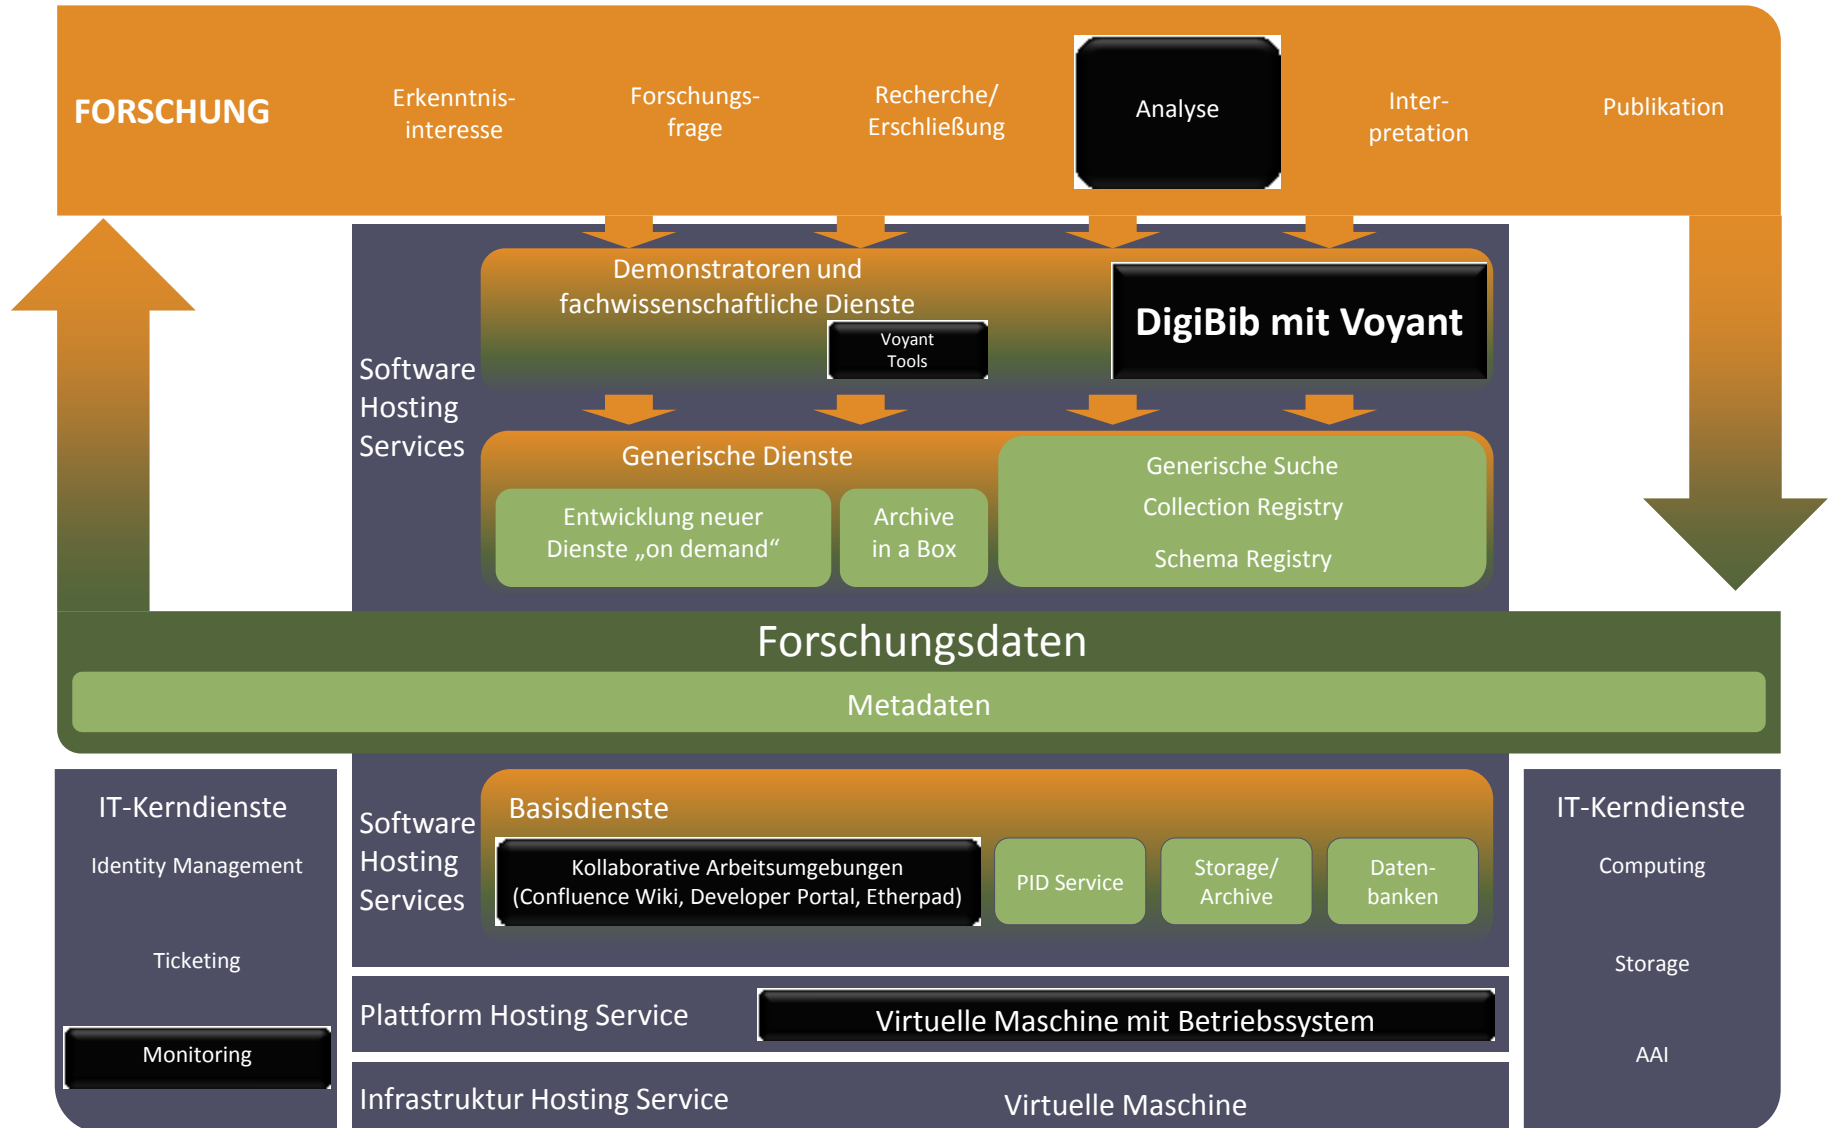 FORSCHUNG
Erkenntnis-
interesse
Forschungs-
frage
Recherche/
Erschließung
Analyse
Inter-
pretation
Publikation
Demonstratoren und
fachwissenschaftliche Dienste
Voyant
Tools
DigiBib mit Voyant
Software
Hosting
Services
Generische Dienste
Entwicklung neuer
Dienste „on demand“
Archive
in a Box
Generische Suche
Collection Registry
Schema Registry
Forschungsdaten
Metadaten
IT-Kerndienste
Identity Management
Ticketing
Monitoring
Software
Hosting
Services
Basisdienste
Kollaborative Arbeitsumgebungen
(Confluence Wiki, Developer Portal, Etherpad)
PID Service
Storage/
Archive
Daten-
banken
Plattform Hosting Service
Virtuelle Maschine mit Betriebssystem
Infrastruktur Hosting Service
Virtuelle Maschine
IT-Kerndienste
Computing
Storage
AAI